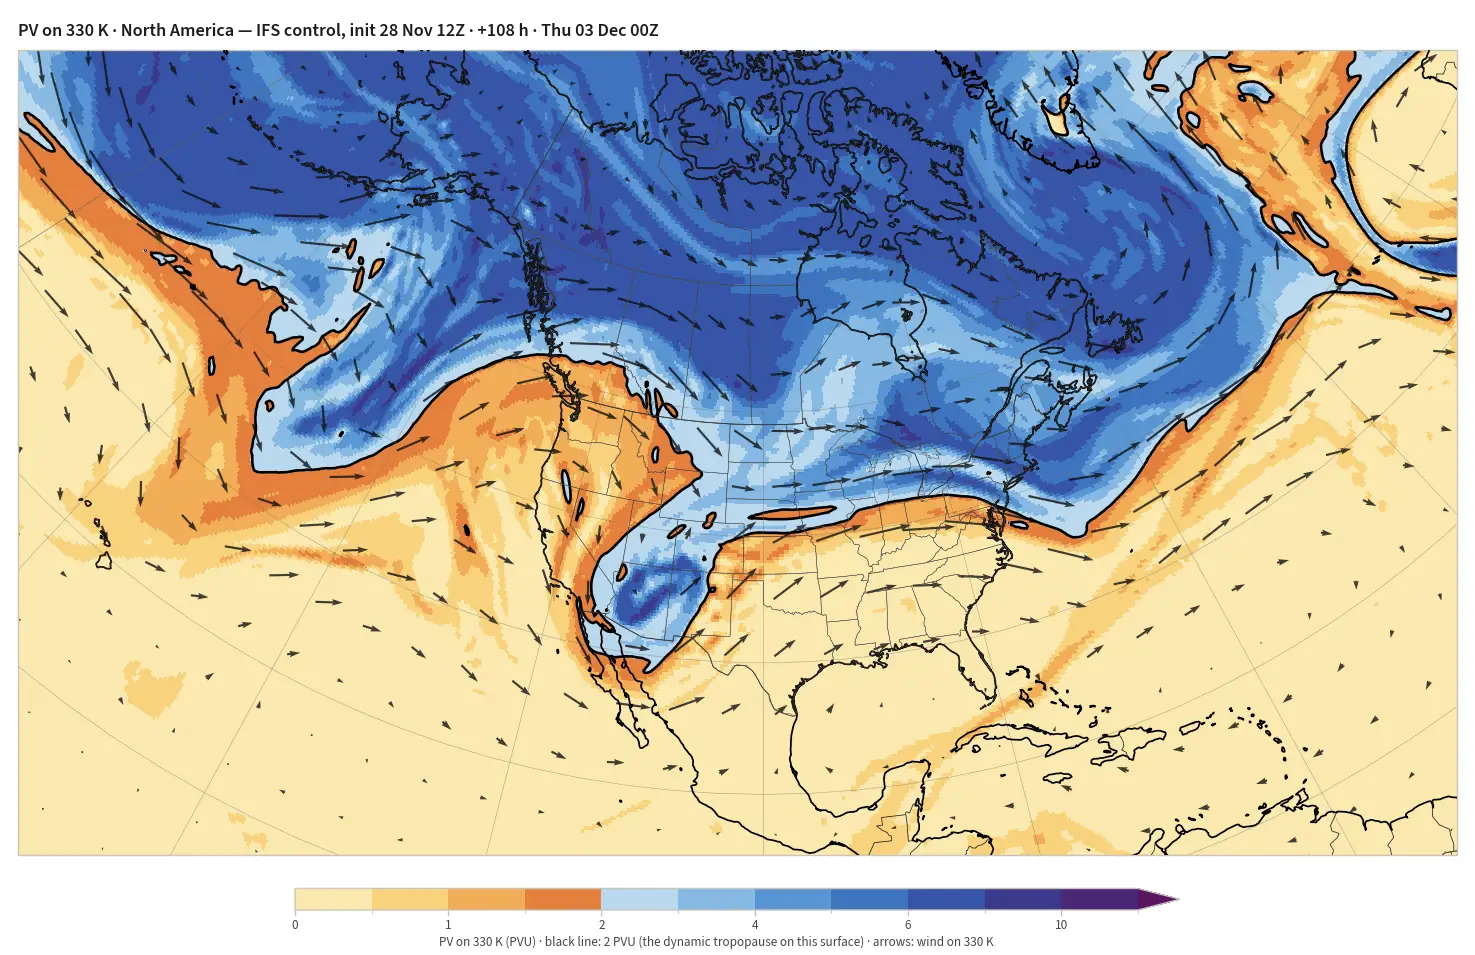 PV on 330 K · North America — IFS control, init 28 Nov 12Z · +108 h · Thu 03 Dec 00Z
0 1 2 4 6 10
PV on 330 K (PVU) · black line: 2 PVU (the dynamic tropopause on this surface) · arrows: wind on 330 K